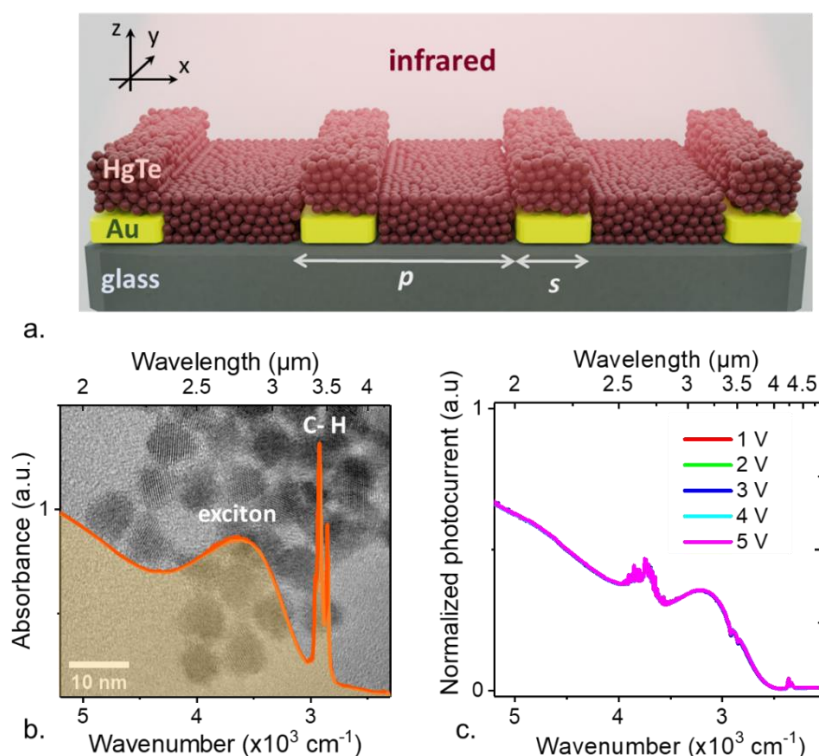 z
y
x
infrared
HgTe
Au
glass
p
s
a.
Wavelength (µm)
2 2.5 3 3.5 4
C- H
exciton
1
Absorbance (a.u.)
10 nm
5 4 3
Wavenumber (x10³ cm⁻¹)
b.
Wavelength (µm)
2 2.5 3 3.5 4 4.5 5
1
0
Normalized photocurrent (a.u)
1 V
2 V
3 V
4 V
5 V
5 4 3
Wavenumber (x10³ cm⁻¹)
c.